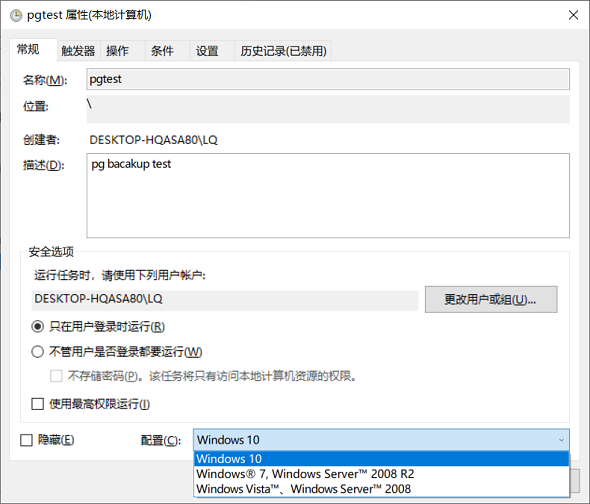 pgtest 属性(本地计算机)
常规 触发器 操作 条件 设置 历史记录(已禁用)
名称(M): pgtest
位置: \
创建者: DESKTOP-HQASA80\LQ
描述(D): pg bacakup test
安全选项
运行任务时，请使用下列用户帐户:
DESKTOP-HQASA80\LQ 更改用户或组(U)...
只在用户登录时运行(R)
不管用户是否登录都要运行(W)
不存储密码(P)。该任务将只有访问本地计算机资源的权限。
使用最高权限运行(I)
隐藏(E) 配置(C): Windows 10
Windows 10
Windows® 7, Windows Server™ 2008 R2
Windows Vista™、Windows Server™ 2008